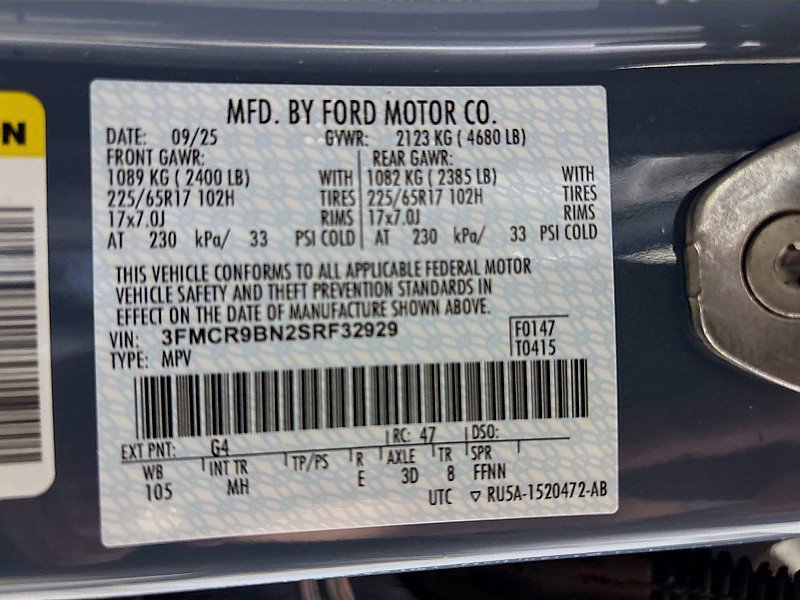 N
MFD. BY FORD MOTOR CO.
DATE: 09/25 GVWR: 2123 KG ( 4680 LB)
FRONT GAWR: REAR GAWR:
1089 KG ( 2400 LB) WITH 1082 KG ( 2385 LB) WITH
225/65R17 102H TIRES 225/65R17 102H TIRES
17x7.0J RIMS 17x7.0J RIMS
AT 230 kPa/ 33 PSI COLD AT 230 kPa/ 33 PSI COLD
THIS VEHICLE CONFORMS TO ALL APPLICABLE FEDERAL MOTOR
VEHICLE SAFETY AND THEFT PREVENTION STANDARDS IN
EFFECT ON THE DATE OF MANUFACTURE SHOWN ABOVE.
VIN: 3FMCR9BN2SRF32929 F0147
TYPE: MPV T0415
EXT PNT: G4 RC: 47 DSO:
WB INT TR TP/PS R AXLE TR SPR
105 MH E 3D 8 FFNN
UTC ▽ RU5A-1520472-AB